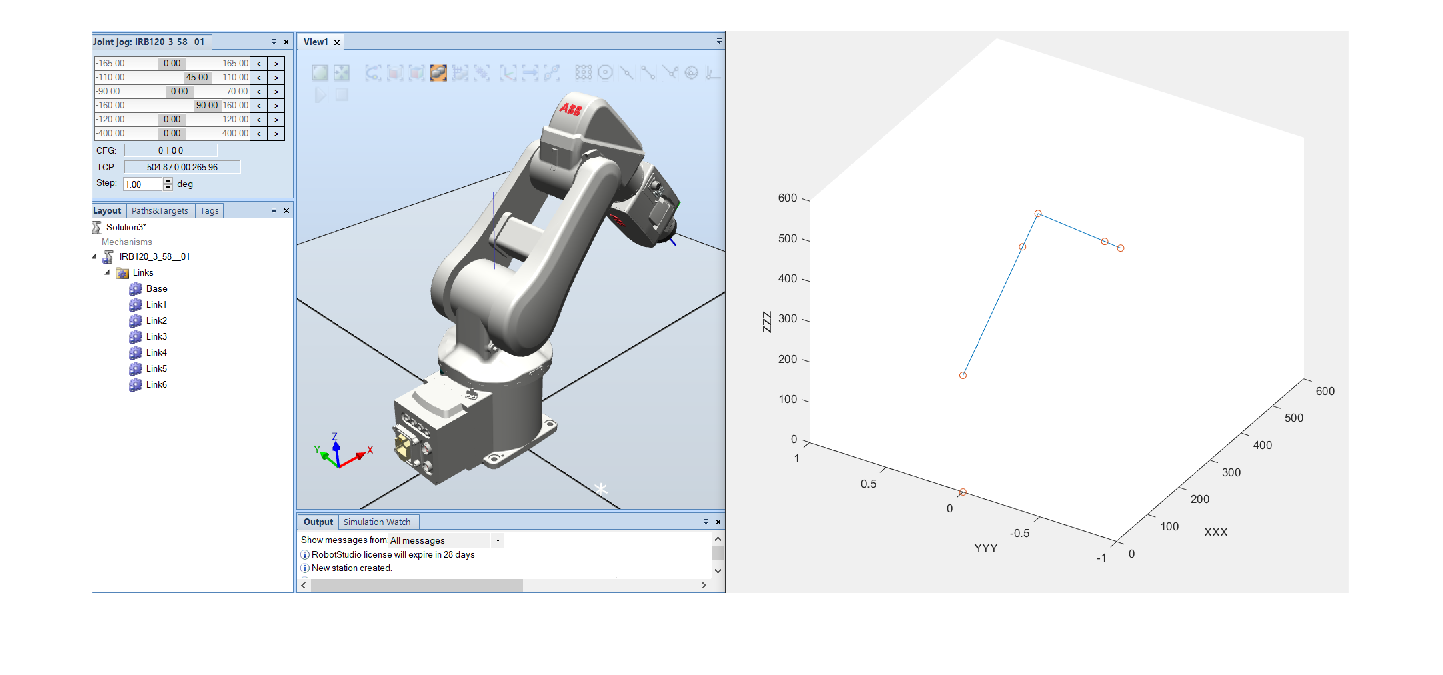 Joint jog: IRB120_3_58__01
-165.00 0.00 165.00 < >
-110.00 45.00 110.00 < >
-90.00 0.00 70.00 < >
-160.00 90.00 160.00 < >
-120.00 0.00 120.00 < >
-400.00 0.00 400.00 < >
CFG: 0 1 0 0
TCP: 504.87 0.00 265.96
Step: 1.00 deg
Layout Paths&Targets Tags
Solution3*
Mechanisms
IRB120_3_58__01
Links
Base
Link1
Link2
Link3
Link4
Link5
Link6
View1
ABB
Z
Y
X
Output Simulation Watch
Show messages from: All messages
RobotStudio license will expire in 28 days
New station created.
600
500
400
300
200
100
0
ZZZ
1
0.5
0
-0.5
-1
YYY
0
100
200
300
400
500
600
XXX